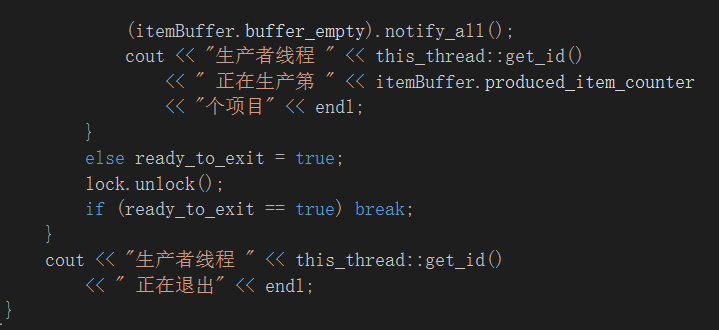 (itemBuffer.buffer_empty).notify_all();
cout << "生产者线程 " << this_thread::get_id()
<< " 正在生产第 " << itemBuffer.produced_item_counter
<< "个项目" << endl;
}
else ready_to_exit = true;
lock.unlock();
if (ready_to_exit == true) break;
}
cout << "生产者线程 " << this_thread::get_id()
<< " 正在退出" << endl;
}